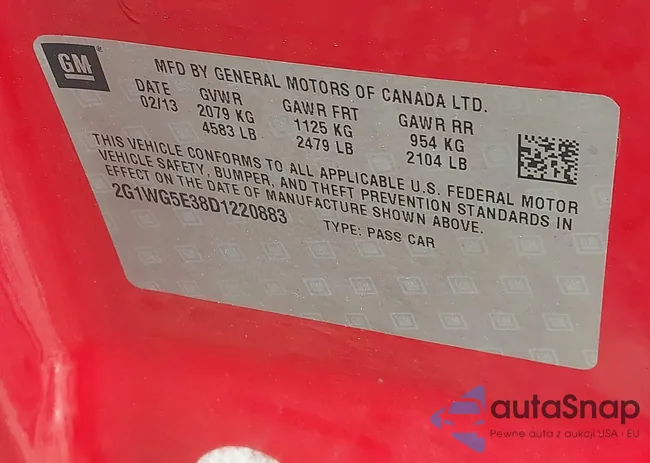 GM
MFD BY GENERAL MOTORS OF CANADA LTD.
DATE GVWR GAWR FRT GAWR RR
02/13 2079 KG 1125 KG 954 KG
4583 LB 2479 LB 2104 LB
THIS VEHICLE CONFORMS TO ALL APPLICABLE U.S. FEDERAL MOTOR
VEHICLE SAFETY, BUMPER, AND THEFT PREVENTION STANDARDS IN
EFFECT ON THE DATE OF MANUFACTURE SHOWN ABOVE.
2G1WG5E38D1220883
TYPE: PASS CAR
autaSnap
Pewne auta z aukcji USA i EU